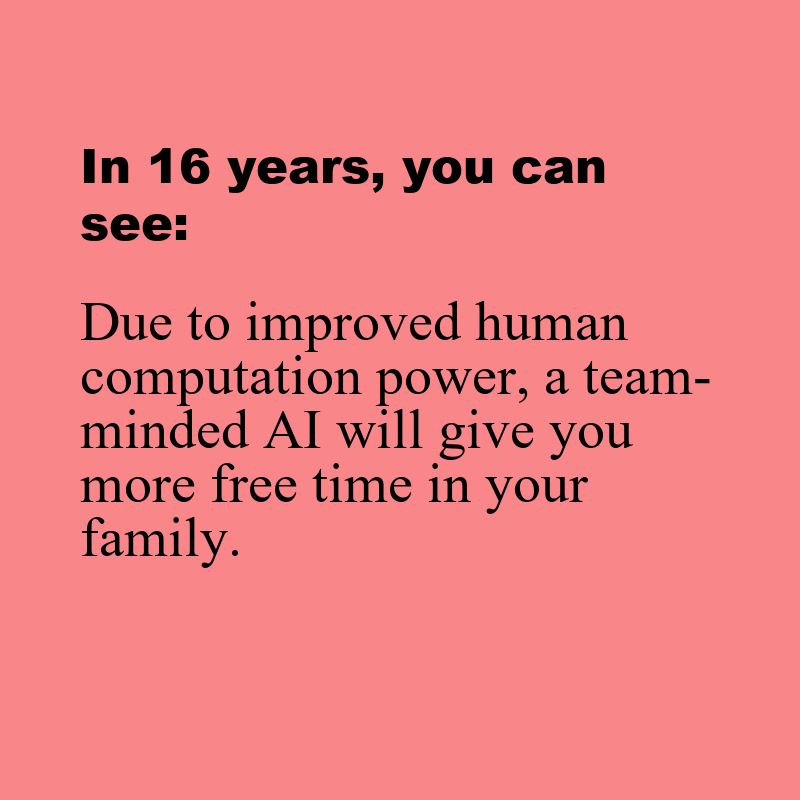 In 16 years, you can
see:
Due to improved human
computation power, a team-
minded AI will give you
more free time in your
family.